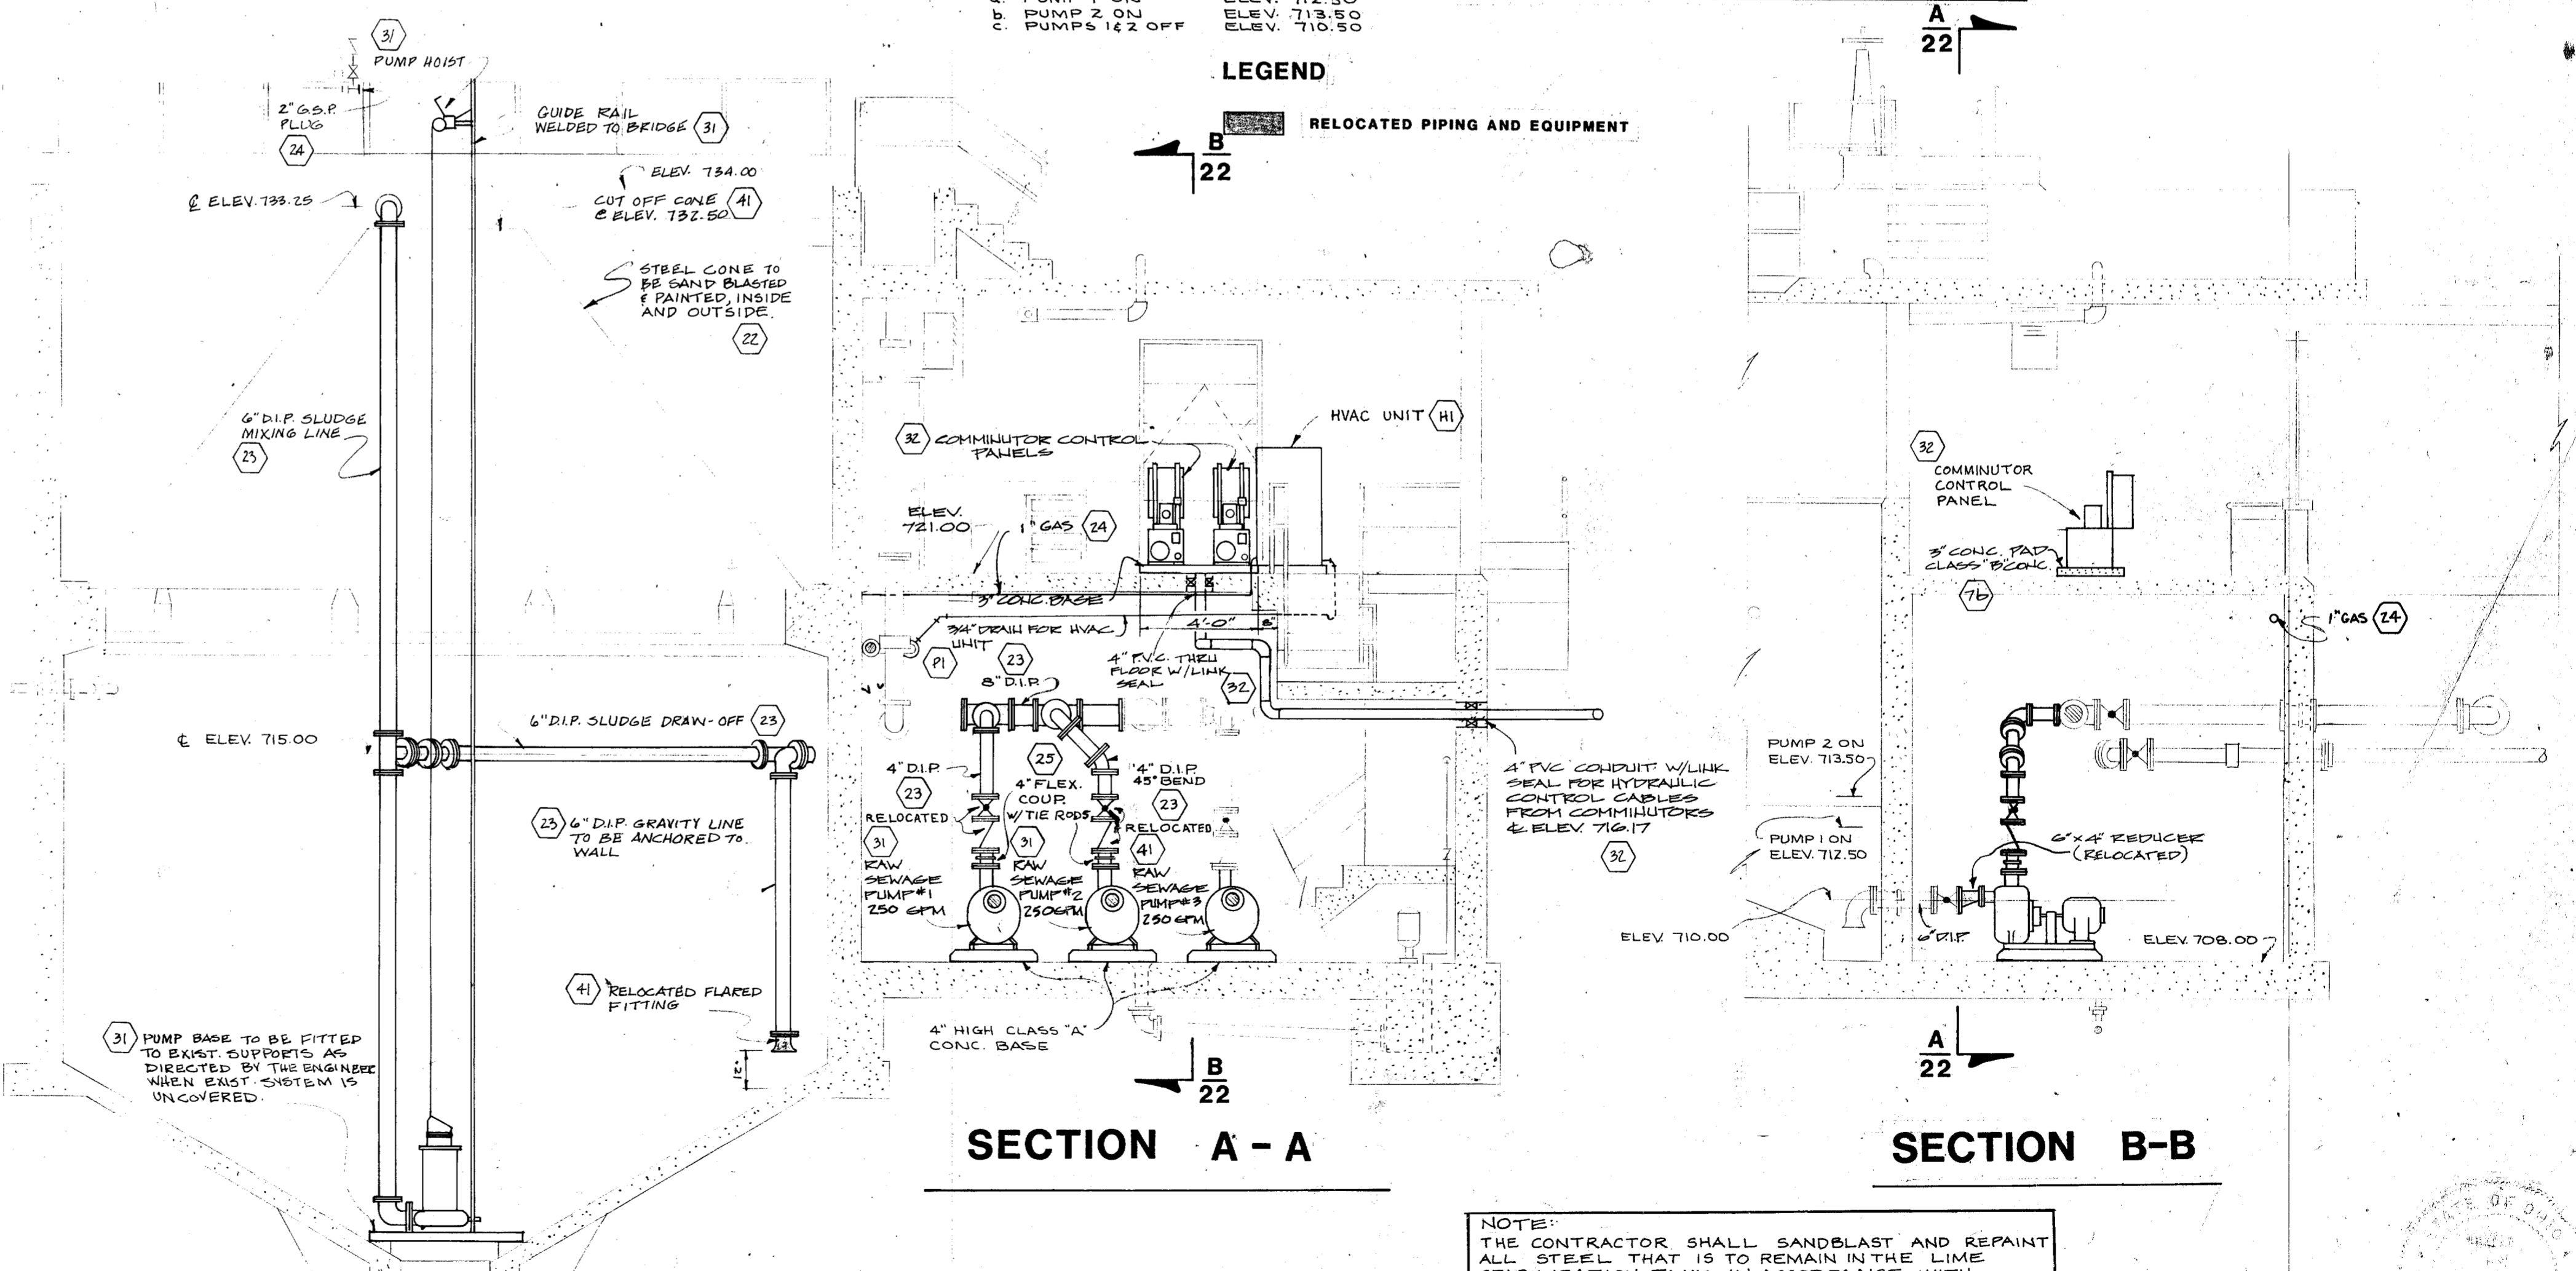 a. PUMP 1 ON ELEV. 712.50
b. PUMP 2 ON ELEV. 713.50
c. PUMPS 1&2 OFF ELEV. 710.50
LEGEND
RELOCATED PIPING AND EQUIPMENT
A
22
B
22
31
PUMP HOIST
2" G.S.P.
PLUG
24
GUIDE RAIL
WELDED TO BRIDGE 31
ELEV. 734.00
℄ ELEV. 733.25
CUT OFF CONE 41
@ ELEV. 732.50
STEEL CONE TO
BE SAND BLASTED
& PAINTED, INSIDE
AND OUTSIDE.
22
6" D.I.P. SLUDGE
MIXING LINE
23
℄ ELEV. 715.00
6" D.I.P. SLUDGE DRAW-OFF 23
23 6" D.I.P. GRAVITY LINE
TO BE ANCHORED TO
WALL
41 RELOCATED FLARED
FITTING
31 PUMP BASE TO BE FITTED
TO EXIST. SUPPORTS AS
DIRECTED BY THE ENGINEER
WHEN EXIST. SYSTEM IS
UNCOVERED.
HVAC UNIT H1
32 COMMINUTOR CONTROL
PANELS
ELEV.
721.00
1" GAS 24
3" CONC. BASE
3/4" DRAIN FOR HVAC
UNIT
P1
4'-0" 8"
23
8" D.I.P.
4" P.V.C. THRU
FLOOR W/LINK
SEAL
32
4" D.I.P.
23
RELOCATED
31
RAW
SEWAGE
PUMP #1
250 GPM
25
4" FLEX.
COUP.
W/TIE RODS
31
RAW
SEWAGE
PUMP #2
250 GPM
4" D.I.P.
45° BEND
23
RELOCATED
41
RAW
SEWAGE
PUMP #3
250 GPM
4" PVC CONDUIT W/LINK
SEAL FOR HYDRAULIC
CONTROL CABLES
FROM COMMINUTORS
℄ ELEV. 716.17
32
4" HIGH CLASS "A"
CONC. BASE
B
22
SECTION A - A
32
COMMINUTOR
CONTROL
PANEL
3" CONC. PAD
CLASS "B" CONC.
7b
1" GAS 24
PUMP 2 ON
ELEV. 713.50
PUMP 1 ON
ELEV. 712.50
6" X 4" REDUCER
(RELOCATED)
ELEV. 710.00
6" D.I.P.
ELEV. 708.00
A
22
SECTION B-B
NOTE:
THE CONTRACTOR SHALL SANDBLAST AND REPAINT
ALL STEEL THAT IS TO REMAIN IN THE LIME